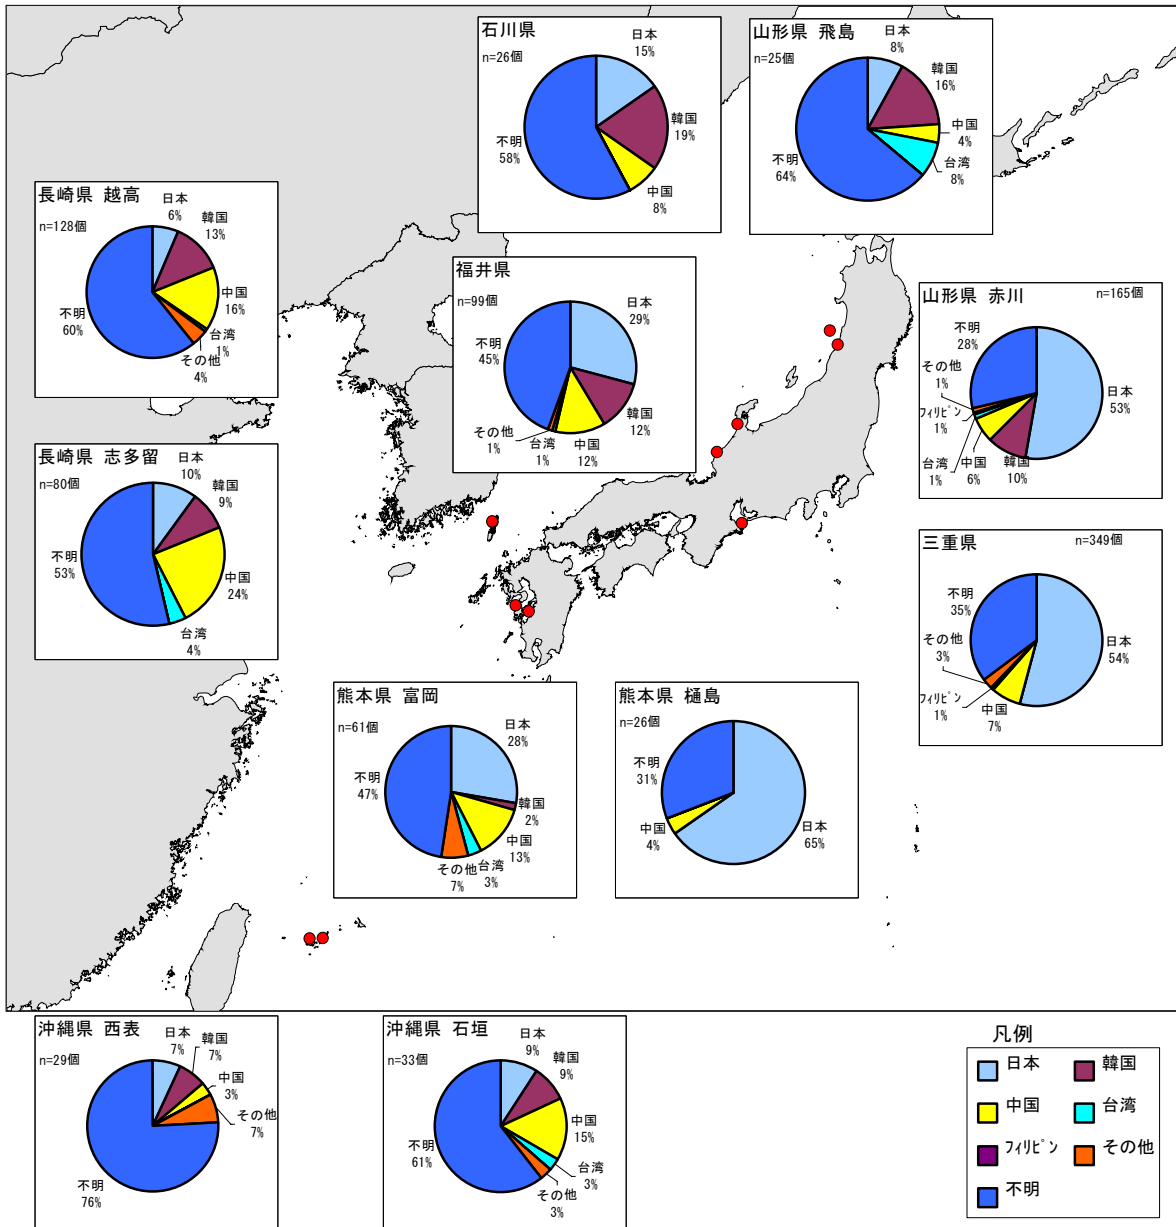 石川県
n=26個
日本
15%
韓国
19%
中国
8%
不明
58%
山形県 飛島
n=25個
日本
8%
韓国
16%
中国
4%
台湾
8%
不明
64%
長崎県 越高
n=128個
日本
6%
韓国
13%
中国
16%
台湾
1%
その他
4%
不明
60%
福井県
n=99個
日本
29%
韓国
12%
中国
12%
台湾
1%
その他
1%
不明
45%
山形県 赤川
n=165個
日本
53%
韓国
10%
中国
6%
台湾
1%
フィリピン
1%
その他
1%
不明
28%
長崎県 志多留
n=80個
日本
10%
韓国
9%
中国
24%
台湾
4%
不明
53%
三重県
n=349個
日本
54%
中国
7%
フィリピン
1%
その他
3%
不明
35%
熊本県 富岡
n=61個
日本
28%
韓国
2%
中国
13%
台湾
3%
その他
7%
不明
47%
熊本県 樋島
n=26個
日本
65%
中国
4%
不明
31%
沖縄県 西表
n=29個
日本
7%
韓国
7%
中国
3%
その他
7%
不明
76%
沖縄県 石垣
n=33個
日本
9%
韓国
9%
中国
15%
台湾
3%
その他
3%
不明
61%
凡例
日本
韓国
中国
台湾
フィリピン
その他
不明